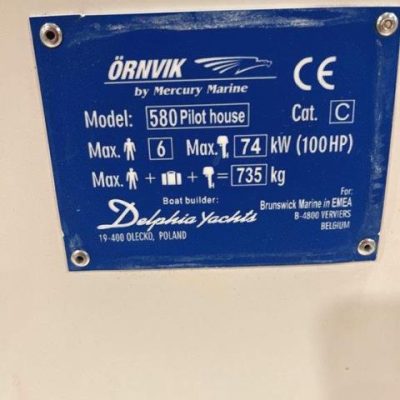 ÖRNVIK
by Mercury Marine
CE
Model: 580 Pilot house Cat. C
Max. 6 Max. 74 kW (100HP)
Max. + + = 735 kg
Boat builder:
Delphia Yachts
19-400 OLECKO, POLAND
For:
Brunswick Marine in EMEA
B-4800 VERVIERS
BELGIUM